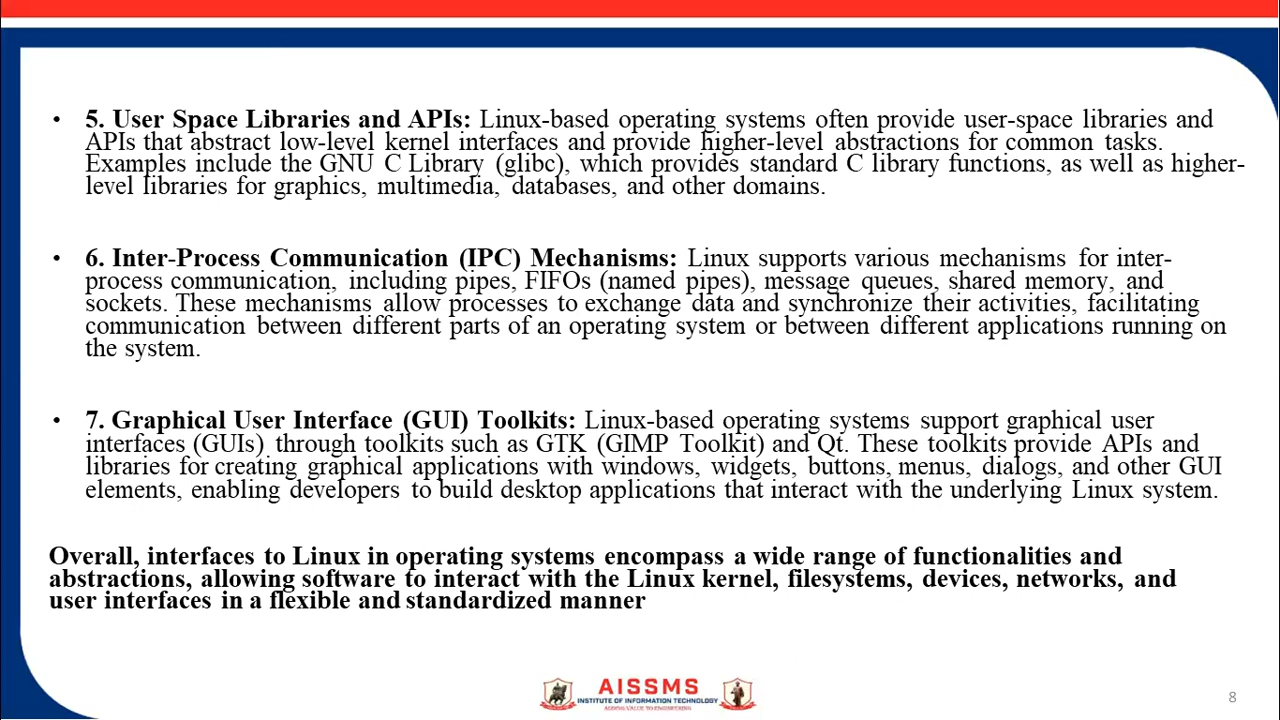 • 5. User Space Libraries and APIs: Linux-based operating systems often provide user-space libraries and
APIs that abstract low-level kernel interfaces and provide higher-level abstractions for common tasks.
Examples include the GNU C Library (glibc), which provides standard C library functions, as well as higher-
level libraries for graphics, multimedia, databases, and other domains.
• 6. Inter-Process Communication (IPC) Mechanisms: Linux supports various mechanisms for inter-
process communication, including pipes, FIFOs (named pipes), message queues, shared memory, and
sockets. These mechanisms allow processes to exchange data and synchronize their activities, facilitating
communication between different parts of an operating system or between different applications running on
the system.
• 7. Graphical User Interface (GUI) Toolkits: Linux-based operating systems support graphical user
interfaces (GUIs) through toolkits such as GTK (GIMP Toolkit) and Qt. These toolkits provide APIs and
libraries for creating graphical applications with windows, widgets, buttons, menus, dialogs, and other GUI
elements, enabling developers to build desktop applications that interact with the underlying Linux system.
Overall, interfaces to Linux in operating systems encompass a wide range of functionalities and
abstractions, allowing software to interact with the Linux kernel, filesystems, devices, networks, and
user interfaces in a flexible and standardized manner
AISSMS
INSTITUTE OF INFORMATION TECHNOLOGY
ADDING VALUE TO ENGINEERING
8